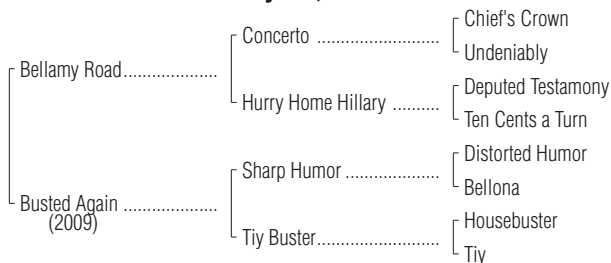 Concerto ..............................
Chief's Crown
Undeniably
Bellamy Road.......................
Hurry Home Hillary ...........
Deputed Testamony
Ten Cents a Turn
Sharp Humor .......................
Distorted Humor
Bellona
Busted Again .......................
(2009)
Tiy Buster..............................
Housebuster
Tiy